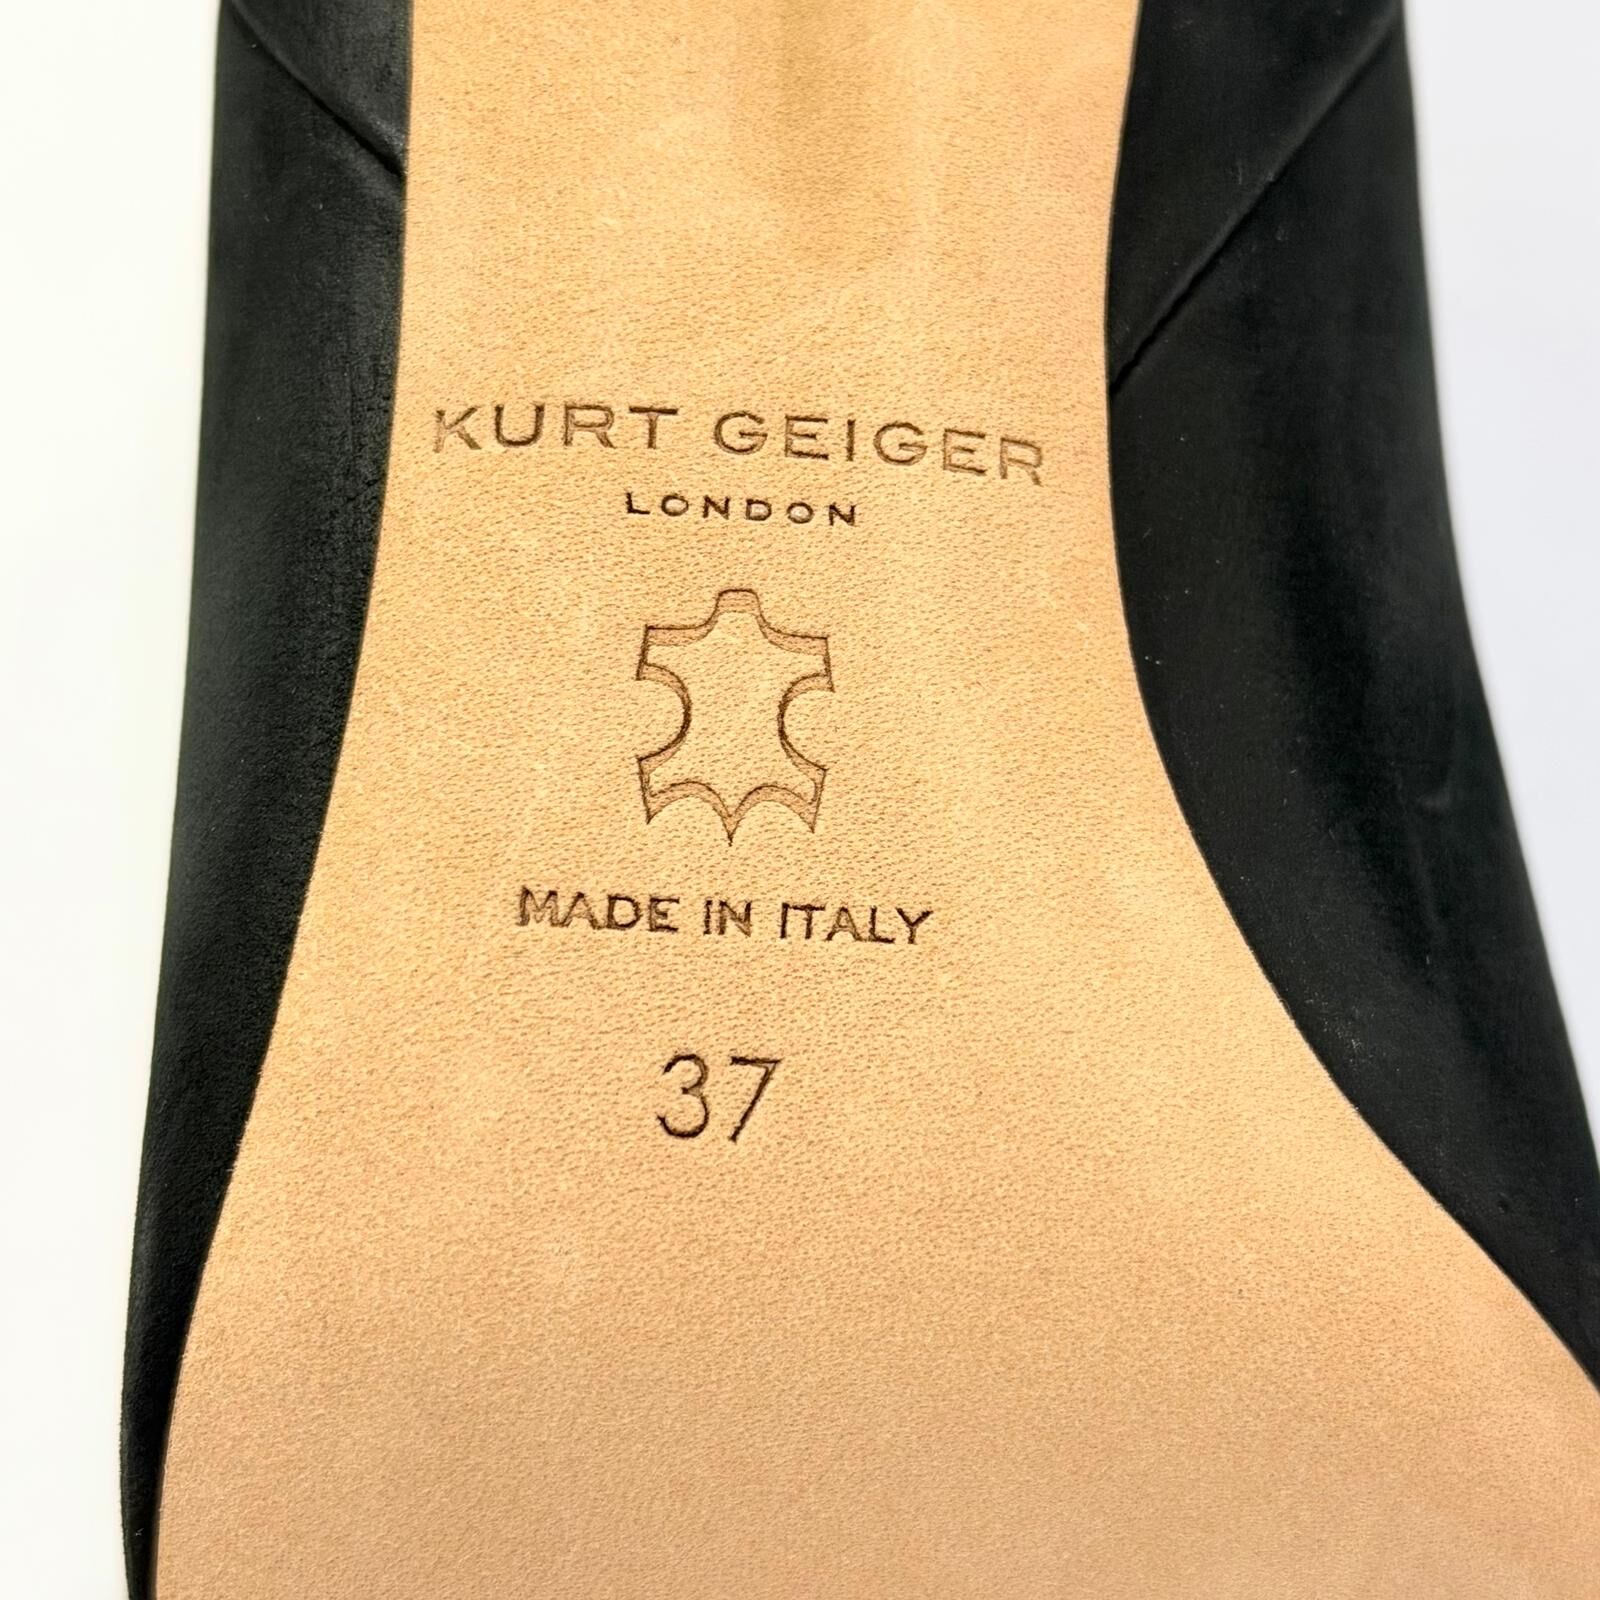 KURT GEIGER
LONDON
MADE IN ITALY
37